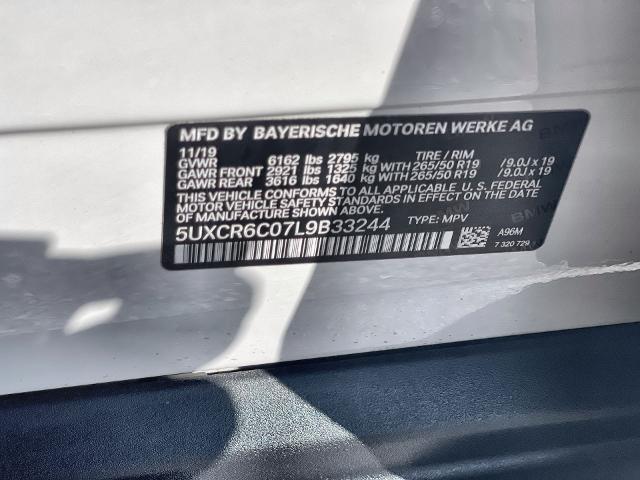 MFD BY BAYERISCHE MOTOREN WERKE AG
11/19 TIRE / RIM
GVWR 6162 lbs 2795 kg
GAWR FRONT 2921 lbs 1325 kg WITH 265/50 R19 /9.0J x 19
GAWR REAR 3616 lbs 1640 kg WITH 265/50 R19 /9.0J x 19
THIS VEHICLE CONFORMS TO ALL APPLICABLE U.S. FEDERAL
MOTOR VEHICLE SAFETY STANDARDS IN EFFECT ON THE DATE
OF MANUFACTURE SHOWN ABOVE.
5UXCR6C07L9B33244 TYPE: MPV
A96M
7 320 729
BMW